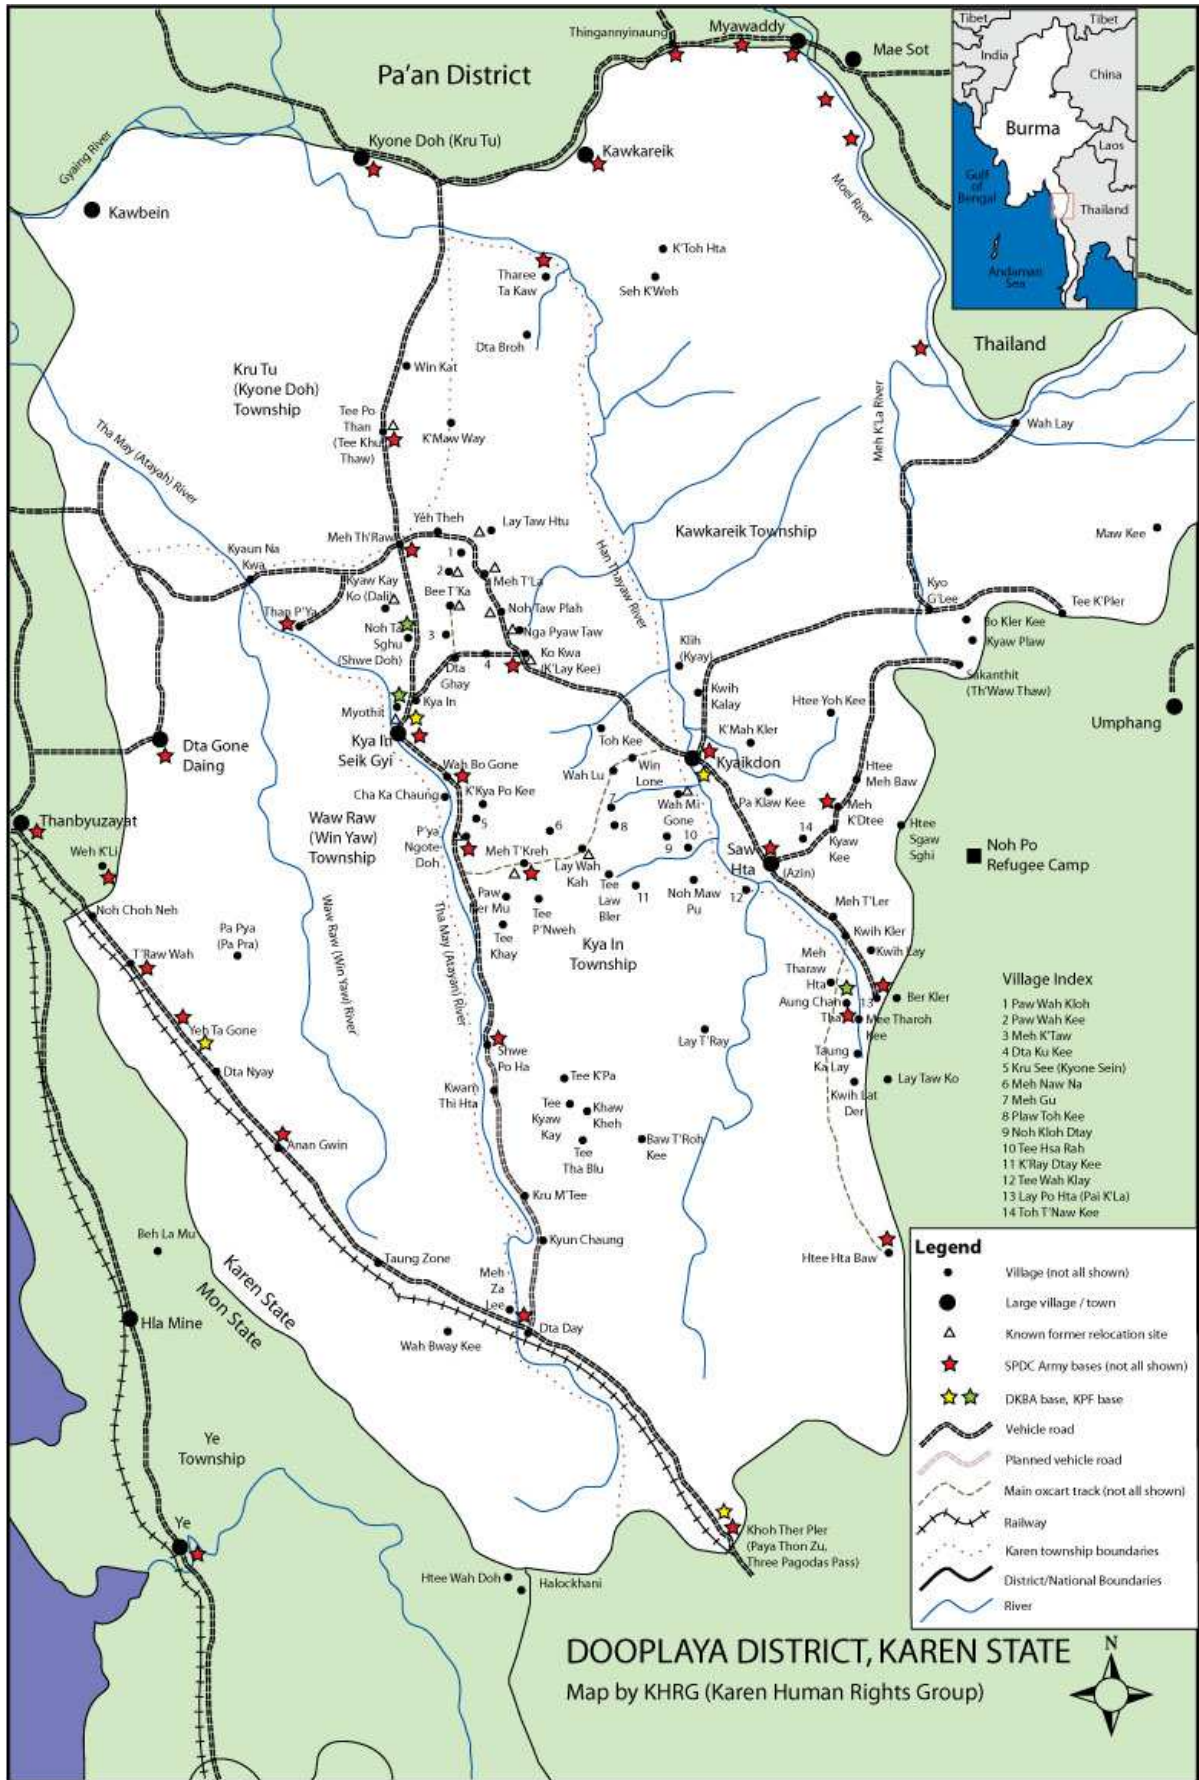 Thingannyinaung
Myawaddy
Mae Sot
Pa'an District
Tibet
Tibet
India
China
Burma
Laos
Gulf
of
Bengal
Thailand
Andaman
Sea
Gyaing River
Kyone Doh (Kru Tu)
Kawkareik
Kawbein
Moei River
K'Toh Hta
Tharee
Ta Kaw
Seh K'Weh
Dta Broh
Thailand
Win Kat
Kru Tu
(Kyone Doh)
Township
Tee Po
Than
(Tee Khu
Thaw)
K'Maw Way
Meh K'La River
Wah Lay
Tha May (Atayah) River
Yeh Theh
Lay Taw Htu
Meh Th'Raw
Kawkareik Township
Maw Kee
Kyaun Na
Kwa
1
2
Meh T'La
Han Thayaw River
Kyaw Kay
Ko (Dali)
Bee T'Ka
Kyo
G'Lee
Tee K'Pler
Than P'Ya
Noh Taw Plah
Bo Kler Kee
Noh Ta
Sghu
(Shwe Doh)
3
Nga Pyaw Taw
Kyaw Plaw
Dta
Ghay
4
Ko Kwa
(K'Lay Kee)
Klih
(Kyay)
Sakanthit
(Th'Waw Thaw)
Kya In
Kwih
Kalay
Htee Yoh Kee
Myothit
Umphang
Kya In
Seik Gyi
Toh Kee
K'Mah Kler
Dta Gone
Daing
Win
Lone
Kyaikdon
Wah Bo Gone
Wah Lu
Htee
Meh Baw
Cha Ka Chaung
K'Kya Po Kee
Wah Mi
Gone
Pa Klaw Kee
Meh
K'Dtee
7
Thanbyuzayat
Waw Raw
(Win Yaw)
Township
5
6
8
9
10
14
Kyaw
Kee
Htee
Sgaw
Sghi
P'ya
Ngote
Doh
Weh K'Li
Meh T'Kreh
Lay Wah
Kah
Saw
Hta
(Azin)
Noh Po
Refugee Camp
Tee
Law
Bler
11
Noh Maw
Pu
12
Paw
Ner Mu
Tee
P'Nweh
Meh T'Ler
Noh Choh Neh
Tee
Khay
Kya In
Township
Kwih Kler
Pa Pya
(Pa Pra)
Waw Raw (Win Yaw) River
Tha May (Atayan) River
T'Raw Wah
Kwih Lay
Meh
Tharaw
Hta
Village Index
Aung Chan
Tha
13
Ber Kler
1 Paw Wah Kloh
2 Paw Wah Kee
3 Meh K'Taw
4 Dta Ku Kee
5 Kru See (Kyone Sein)
6 Meh Naw Na
7 Meh Gu
8 Plaw Toh Kee
9 Noh Kloh Dtay
10 Tee Hsa Rah
11 K'Ray Dtay Kee
12 Tee Wah Klay
13 Lay Po Hta (Pai K'La)
14 Toh T'Naw Kee
Mee Tharoh
Kee
Yeh Ta Gone
Lay T'Ray
Shwe
Po Ha
Taung
Ka Lay
Dta Nyay
Tee K'Pa
Lay Taw Ko
Kwam
Thi Hta
Kwih Lat
Der
Tee
Kyaw
Kay
Khaw
Kheh
Anan Gwin
Tee
Tha Blu
Baw T'Roh
Kee
Kru M'Tee
Beh La Mu
Kyun Chaung
Htee Hta Baw
Taung Zone
Karen State
Mon State
Meh
Za
Lee
Hla Mine
Dta Day
Wah Bway Kee
Legend
Village (not all shown)
Large village / town
Known former relocation site
SPDC Army bases (not all shown)
DKBA base, KPF base
Vehicle road
Planned vehicle road
Main oxcart track (not all shown)
Railway
Karen township boundaries
District/National Boundaries
River
Ye
Township
Ye
Khoh Ther Pler
(Paya Thon Zu,
Three Pagodas Pass)
Htee Wah Doh
Halockhani
DOOPLAYA DISTRICT, KAREN STATE
Map by KHRG (Karen Human Rights Group)
N